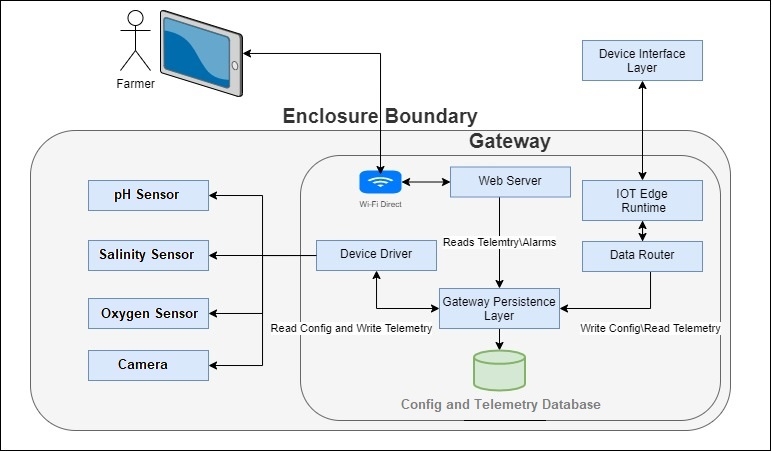 Farmer
Device Interface
Layer
Enclosure Boundary
Gateway
pH Sensor
Wi-Fi Direct
Web Server
IOT Edge
Runtime
Reads Telemtry\Alarms
Salinity Sensor
Device Driver
Data Router
Oxygen Sensor
Gateway Persistence
Layer
Read Config and Write Telemetry
Write Config\Read Telemetry
Camera
Config and Telemetry Database